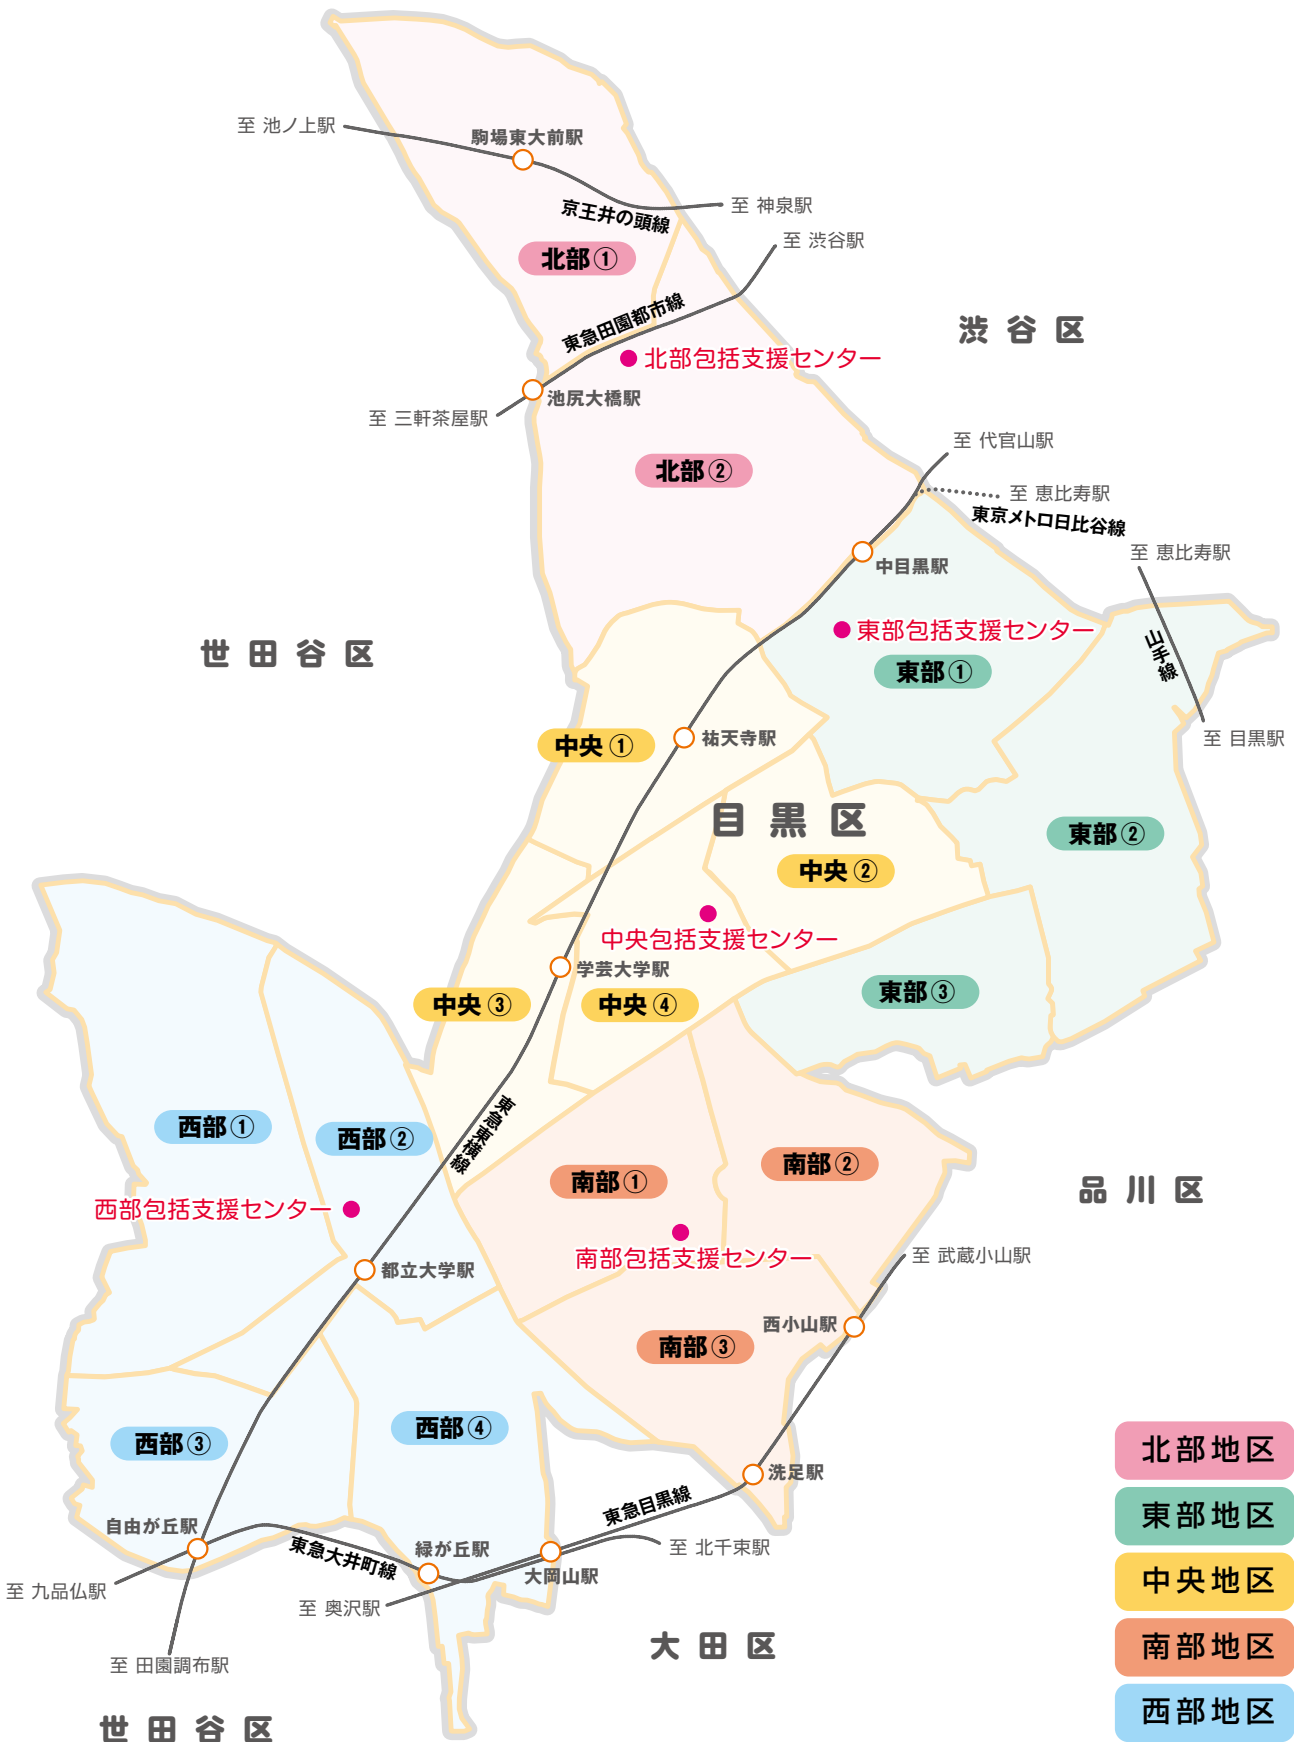 至 池ノ上駅
駒場東大前駅
京王井の頭線
至 神泉駅
至 渋谷駅
北部①
東急田園都市線
渋谷区
北部包括支援センター
池尻大橋駅
至 三軒茶屋駅
至 代官山駅
北部②
至 恵比寿駅
東京メトロ日比谷線
至 恵比寿駅
中目黒駅
東部包括支援センター
世田谷区
山手線
東部①
至 目黒駅
中央①
祐天寺駅
目黒区
東部②
中央②
中央包括支援センター
学芸大学駅
東部③
中央③
中央④
東急東横線
西部①
西部②
南部①
南部②
品川区
西部包括支援センター
南部包括支援センター
至 武蔵小山駅
都立大学駅
西小山駅
南部③
西部③
西部④
洗足駅
北部地区
東部地区
中央地区
南部地区
西部地区
東急目黒線
自由が丘駅
東急大井町線
緑が丘駅
大岡山駅
至 北千束駅
至 九品仏駅
至 奥沢駅
大田区
至 田園調布駅
世田谷区